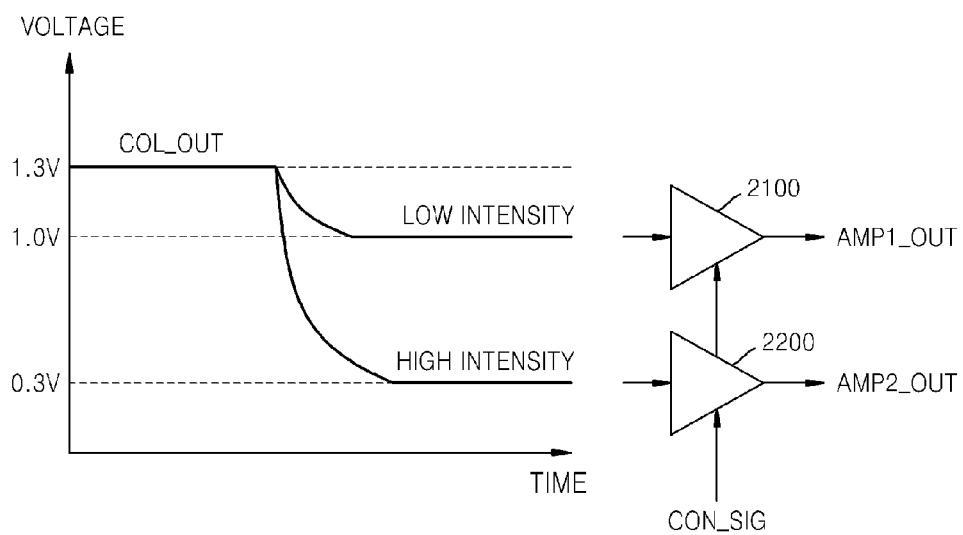 VOLTAGE
COL_OUT
1.3V
LOW INTENSITY
1.0V
HIGH INTENSITY
0.3V
TIME
2100
AMP1_OUT
2200
AMP2_OUT
CON_SIG